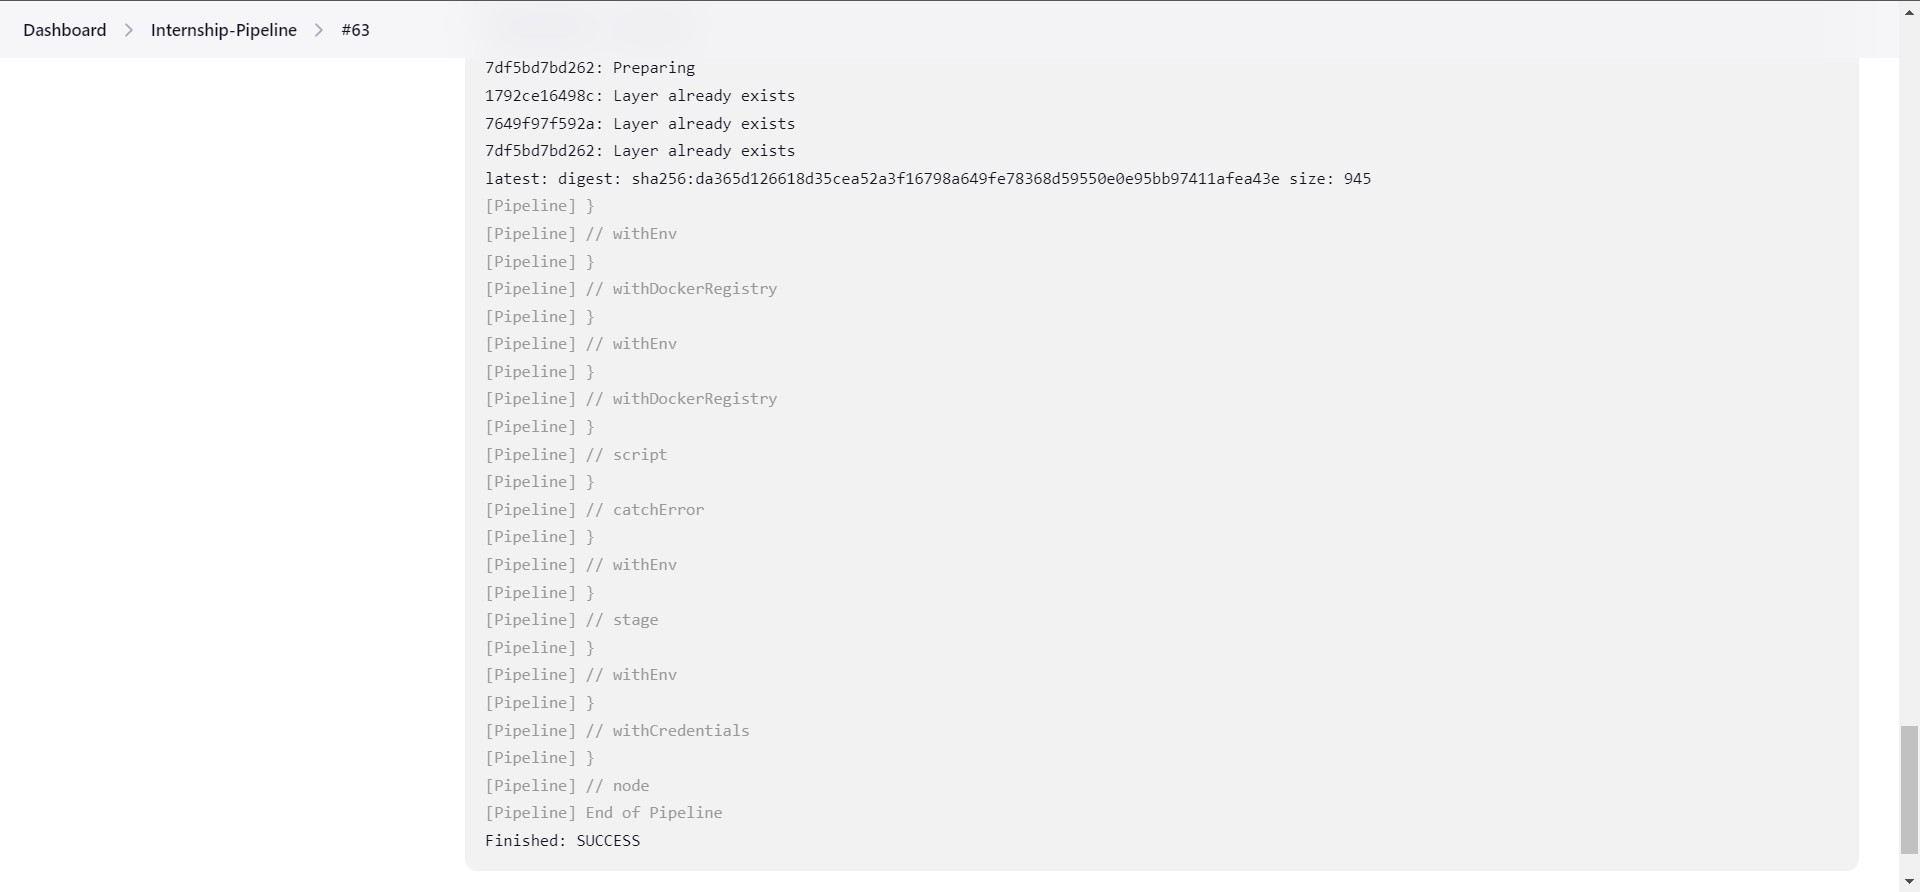 Dashboard > Internship-Pipeline > #63
7df5bd7bd262: Preparing
1792ce16498c: Layer already exists
7649f97f592a: Layer already exists
7df5bd7bd262: Layer already exists
latest: digest: sha256:da365d126618d35cea52a3f16798a649fe78368d59550e0e95bb97411afea43e size: 945
[Pipeline] }
[Pipeline] // withEnv
[Pipeline] }
[Pipeline] // withDockerRegistry
[Pipeline] }
[Pipeline] // withEnv
[Pipeline] }
[Pipeline] // withDockerRegistry
[Pipeline] }
[Pipeline] // script
[Pipeline] }
[Pipeline] // catchError
[Pipeline] }
[Pipeline] // withEnv
[Pipeline] }
[Pipeline] // stage
[Pipeline] }
[Pipeline] // withEnv
[Pipeline] }
[Pipeline] // withCredentials
[Pipeline] }
[Pipeline] // node
[Pipeline] End of Pipeline
Finished: SUCCESS